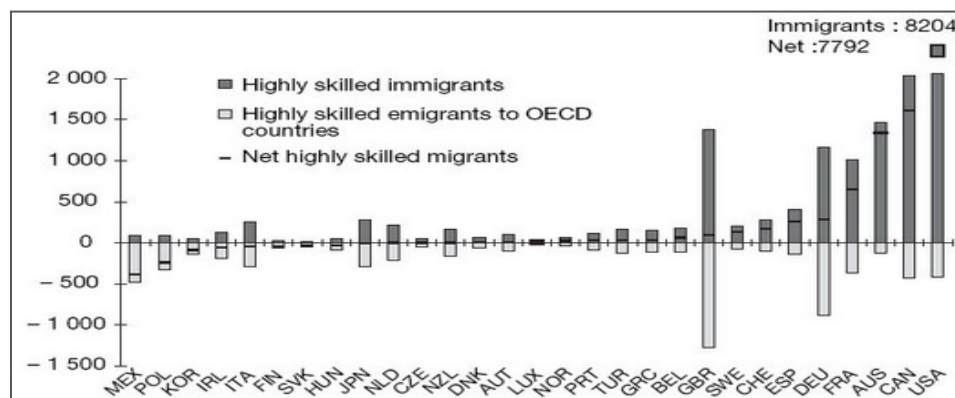 Immigrants : 8204
Net :7792
2 000
1 500
1 000
500
0
– 500
– 1 000
– 1 500
Highly skilled immigrants
Highly skilled emigrants to OECD
countries
Net highly skilled migrants
MEX POL KOR IRL ITA FIN SVK HUN JPN NLD CZE NZL DNK AUT LUX NOR PRT TUR GRC BEL GBR SWE CHE ESP DEU FRA AUS CAN USA